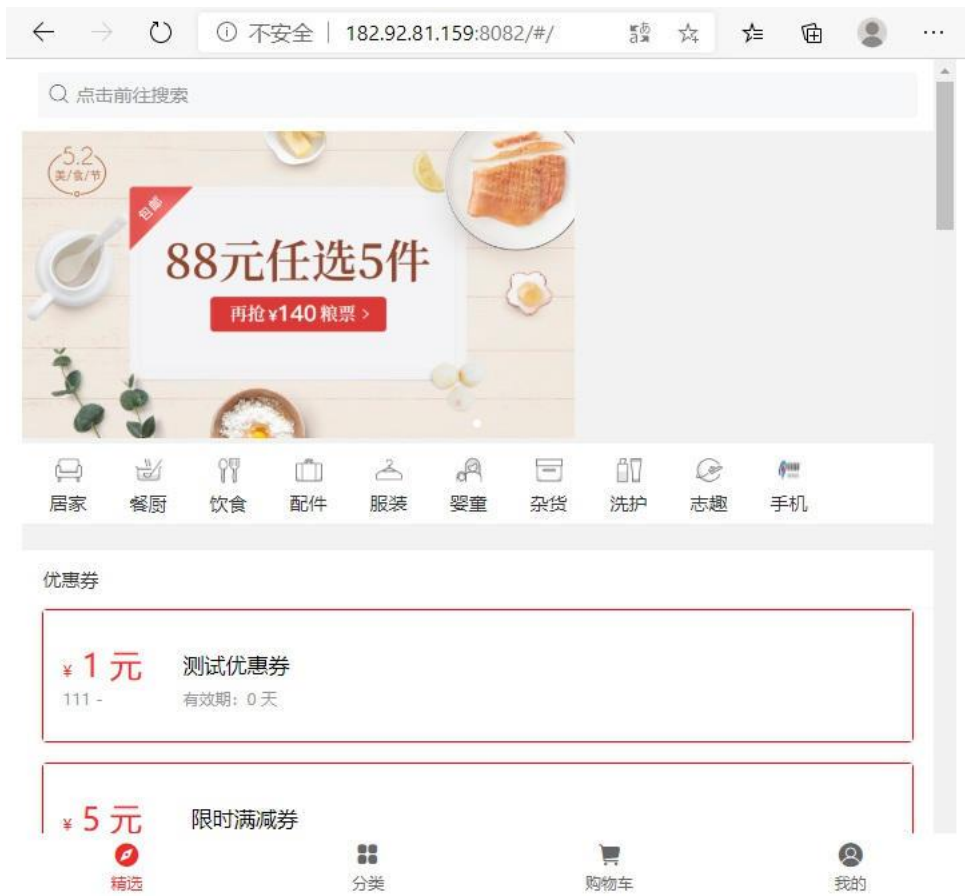 不安全 182.92.81.159:8082/#/
点击前往搜索
5.2
美/食/节
包邮
88元任选5件
再抢¥140粮票>
居家 餐厨 饮食 配件 服装 婴童 杂货 洗护 志趣 手机
优惠券
¥ 1 元 测试优惠券
111 - 有效期：0 天
¥ 5 元 限时满减券
精选 分类 购物车 我的